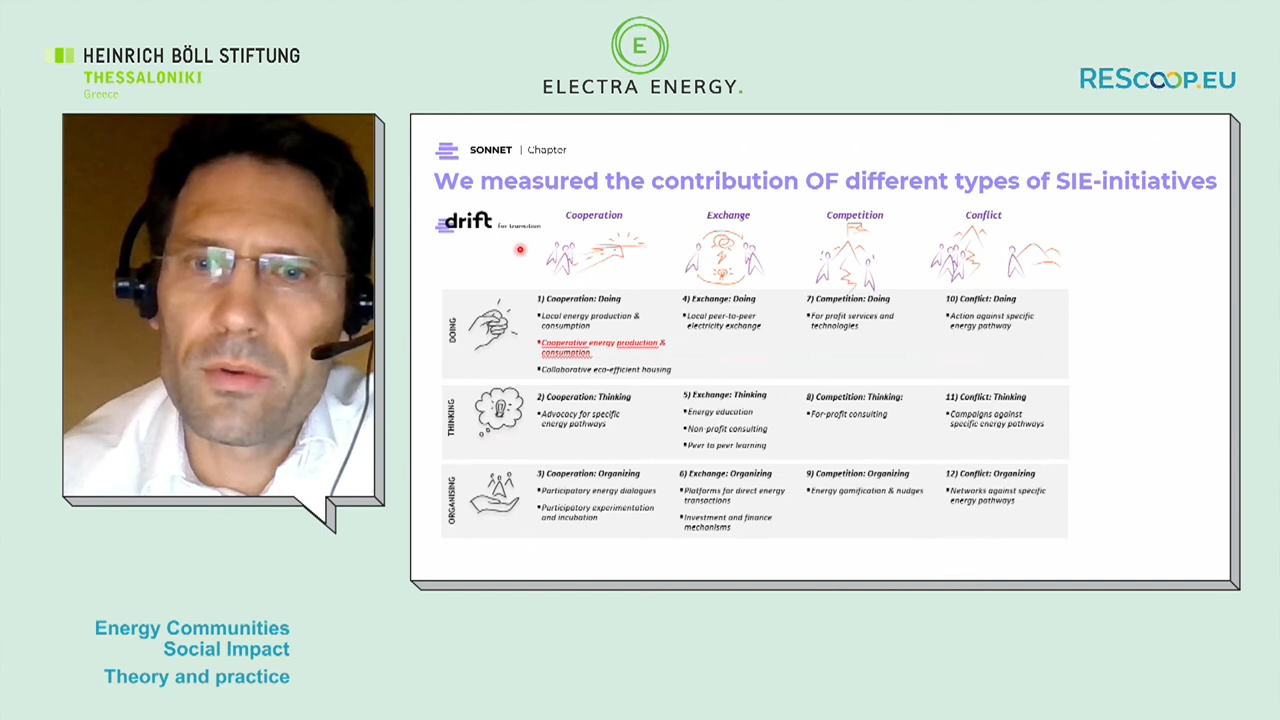 HEINRICH BÖLL STIFTUNG
THESSALONIKI
Greece
E
ELECTRA ENERGY.
REScoop.EU
SONNET | Chapter
We measured the contribution OF different types of SIE-initiatives
drift for transition
Cooperation
Exchange
Competition
Conflict
DOING
1) Cooperation: Doing
Local energy production &
consumption
Cooperative energy production &
consumption,
Collaborative eco-efficient housing
4) Exchange: Doing
Local peer-to-peer
electricity exchange
7) Competition: Doing
For profit services and
technologies
10) Conflict: Doing
Action against specific
energy pathway
THINKING
2) Cooperation: Thinking
Advocacy for specific
energy pathways
5) Exchange: Thinking
Energy education
Non-profit consulting
Peer to peer learning
8) Competition: Thinking:
For-profit consulting
11) Conflict: Thinking
Campaigns against
specific energy pathways
ORGANISING
3) Cooperation: Organizing
Participatory energy dialogues
Participatory experimentation
and incubation
6) Exchange: Organizing
Platforms for direct energy
transactions
Investment and finance
mechanisms
9) Competition: Organizing
Energy gamification & nudges
12) Conflict: Organizing
Networks against specific
energy pathways
Energy Communities
Social Impact
Theory and practice